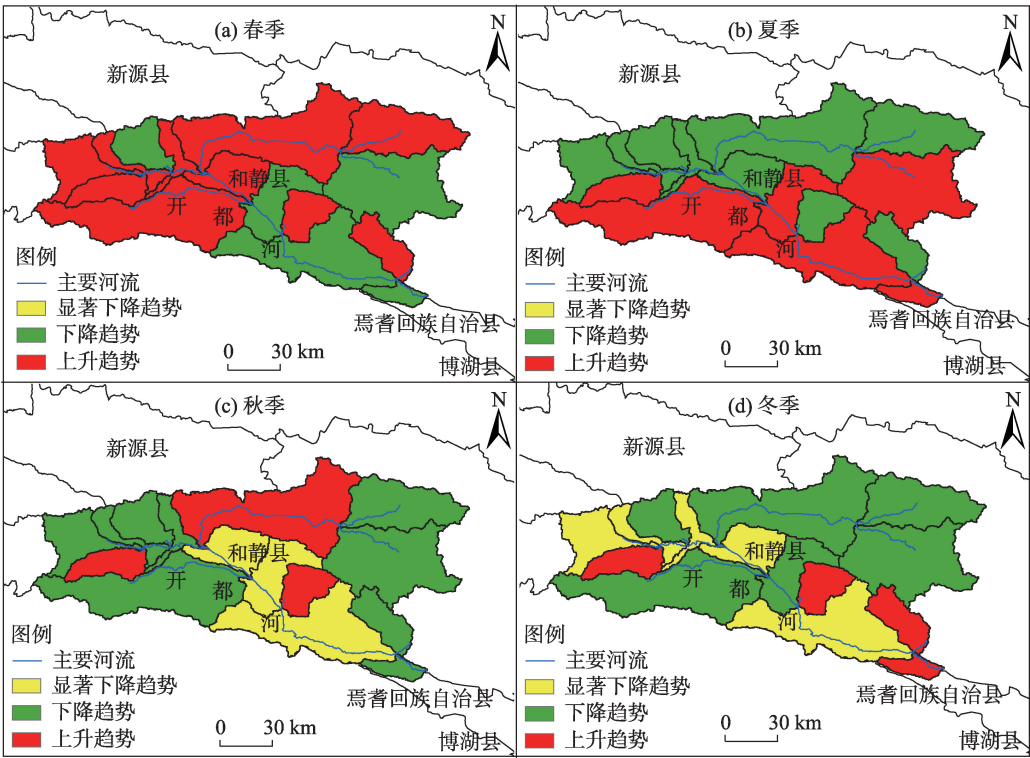 (a) 春季
N
新源县
和静县
开
都
河
图例
主要河流
显著下降趋势
下降趋势
上升趋势
0 30 km
焉耆回族自治县
博湖县
(b) 夏季
N
新源县
和静县
开
都
河
图例
主要河流
显著下降趋势
下降趋势
上升趋势
0 30 km
焉耆回族自治县
博湖县
(c) 秋季
N
新源县
和静县
开
都
河
图例
主要河流
显著下降趋势
下降趋势
上升趋势
0 30 km
焉耆回族自治县
博湖县
(d) 冬季
N
新源县
和静县
开
都
河
图例
主要河流
显著下降趋势
下降趋势
上升趋势
0 30 km
焉耆回族自治县
博湖县